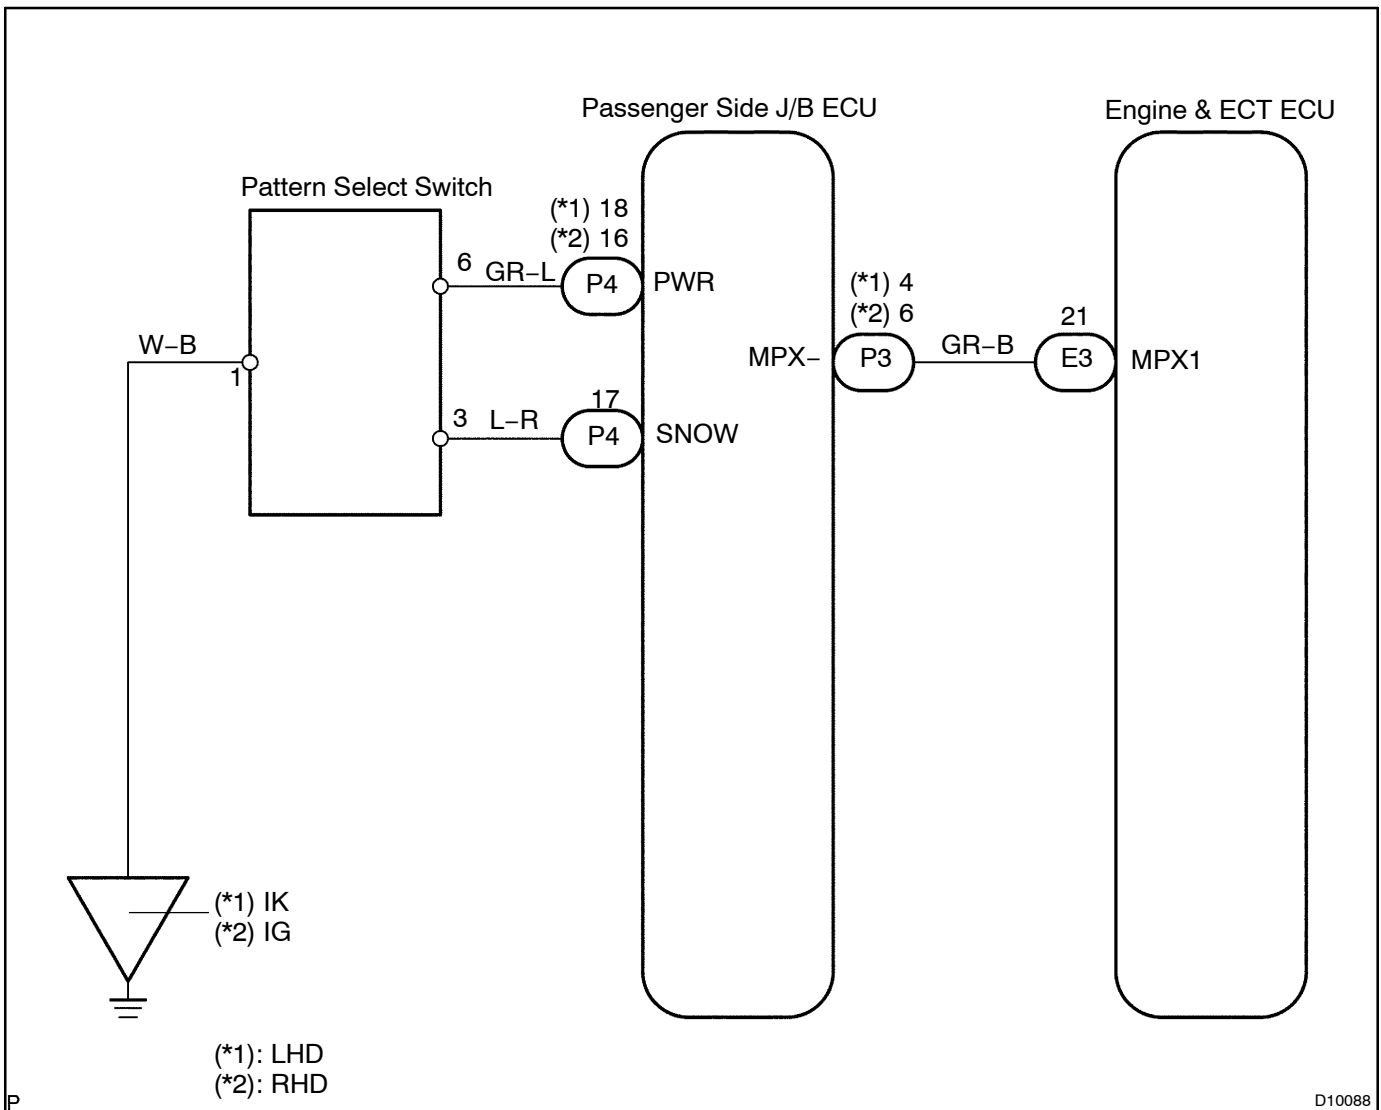 Passenger Side J/B ECU
Engine & ECT ECU
Pattern Select Switch
(*1) 18
(*2) 16
6
GR−L
P4
PWR
(*1) 4
(*2) 6
21
W−B
1
MPX−
P3
GR−B
E3
MPX1
17
3
L−R
P4
SNOW
(*1) IK
(*2) IG
(*1): LHD
(*2): RHD
P
D10088